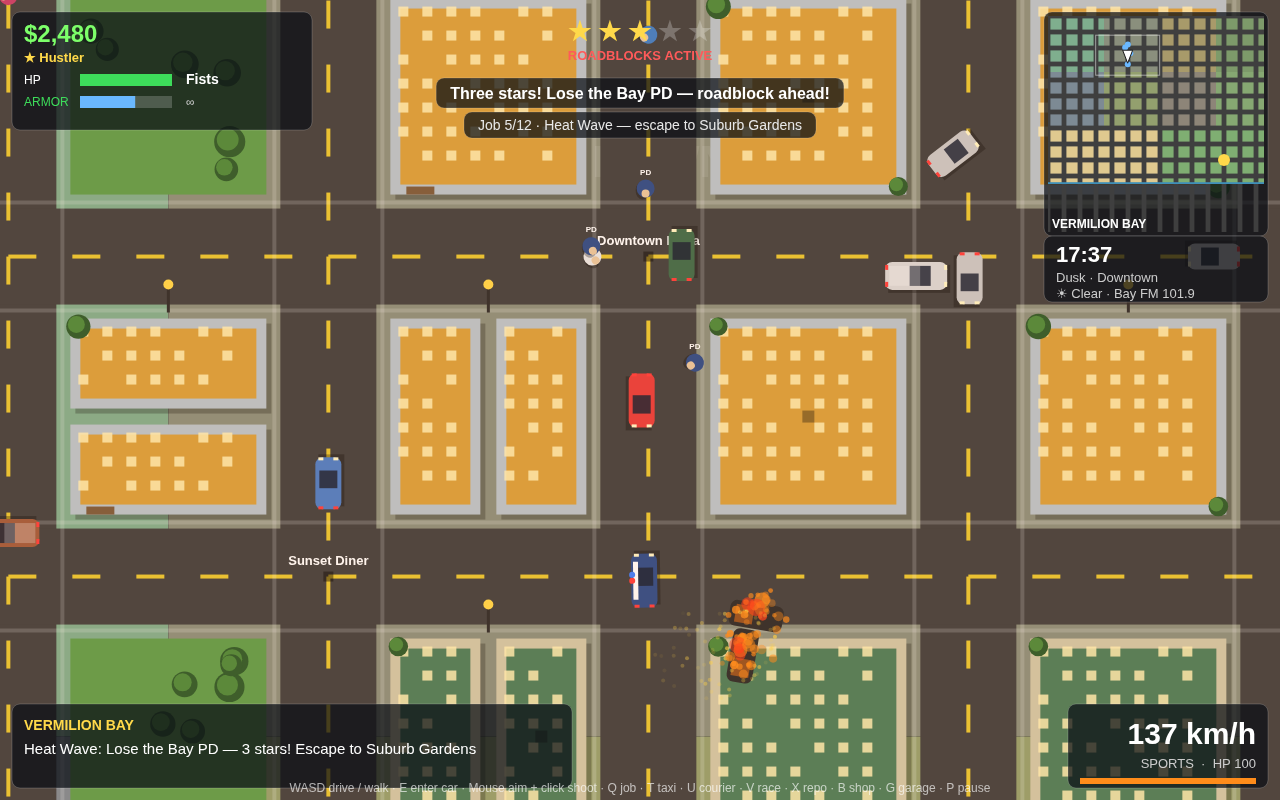 $2,480
★ Hustler
HP
Fists
ARMOR
∞
★ ★ ★ ★ ★
ROADBLOCKS ACTIVE
Three stars! Lose the Bay PD — roadblock ahead!
Job 5/12 · Heat Wave — escape to Suburb Gardens
VERMILION BAY
17:37
Dusk · Downtown
☀ Clear · Bay FM 101.9
PD
PD
Downtown
PD
Sunset Diner
VERMILION BAY
Heat Wave: Lose the Bay PD — 3 stars! Escape to Suburb Gardens
137 km/h
SPORTS · HP 100
WASD drive / walk · E enter car · Mouse aim + click shoot · Q job · T taxi · U courier · V race · X repo · B shop · G garage · P pause